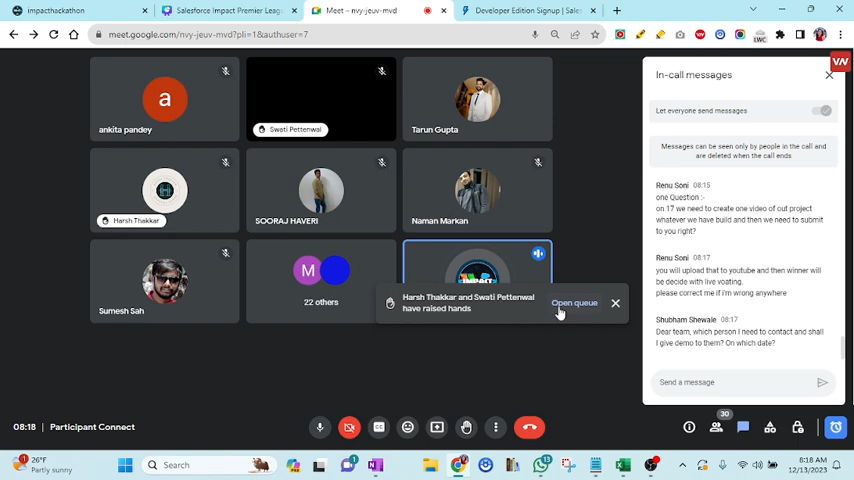 impacthackathon
Salesforce Impact Premier Leag
Meet – nvy-jeuv-mvd
Developer Edition Signup | Sales
meet.google.com/nvy-jeuv-mvd?pli=1&authuser=7
a
ankita pandey
Swati Pettenwal
Tarun Gupta
Harsh Thakkar
SOORAJ HAVERI
Naman Markan
Sumesh Sah
M
22 others
Harsh Thakkar and Swati Pettenwal
have raised hands
Open queue
In-call messages
Let everyone send messages
Messages can be seen only by people in the call and
are deleted when the call ends
Renu Soni 08:15
one Question :-
on 17 we need to create one video of out project
whatever we have build and then we need to submit
to you right?
Renu Soni 08:17
you will upload that to youtube and then winner will
be decide with live voating.
please correct me if i'm wrong anywhere
Shubham Shewale 08:17
Dear team, which person I need to contact and shall
I give demo to them? On which date?
Send a message
08:18 | Participant Connect
30
26°F
Partly sunny
Search
1
13
8:18 AM
12/13/2023